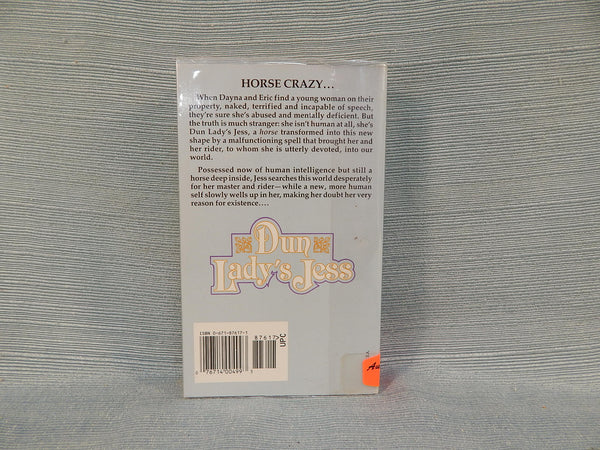 HORSE CRAZY...
When Dayna and Eric find a young woman on their
property, naked, terrified and incapable of speech,
they're sure she's abused and mentally deficient. But
the truth is much stranger: she isn't human at all, she's
Dun Lady's Jess, a horse transformed into this new
shape by a malfunctioning spell that brought her and
her rider, to whom she is utterly devoted, into our
world.
Possessed now of human intelligence but still a
horse deep inside, Jess searches this world desperately
for her master and rider—while a new, more human
self slowly wells up in her, making her doubt her very
reason for existence....
Dun
Lady's Jess
ISBN 0-671-87617-1
87617>
UPC
0 76714 00499 1